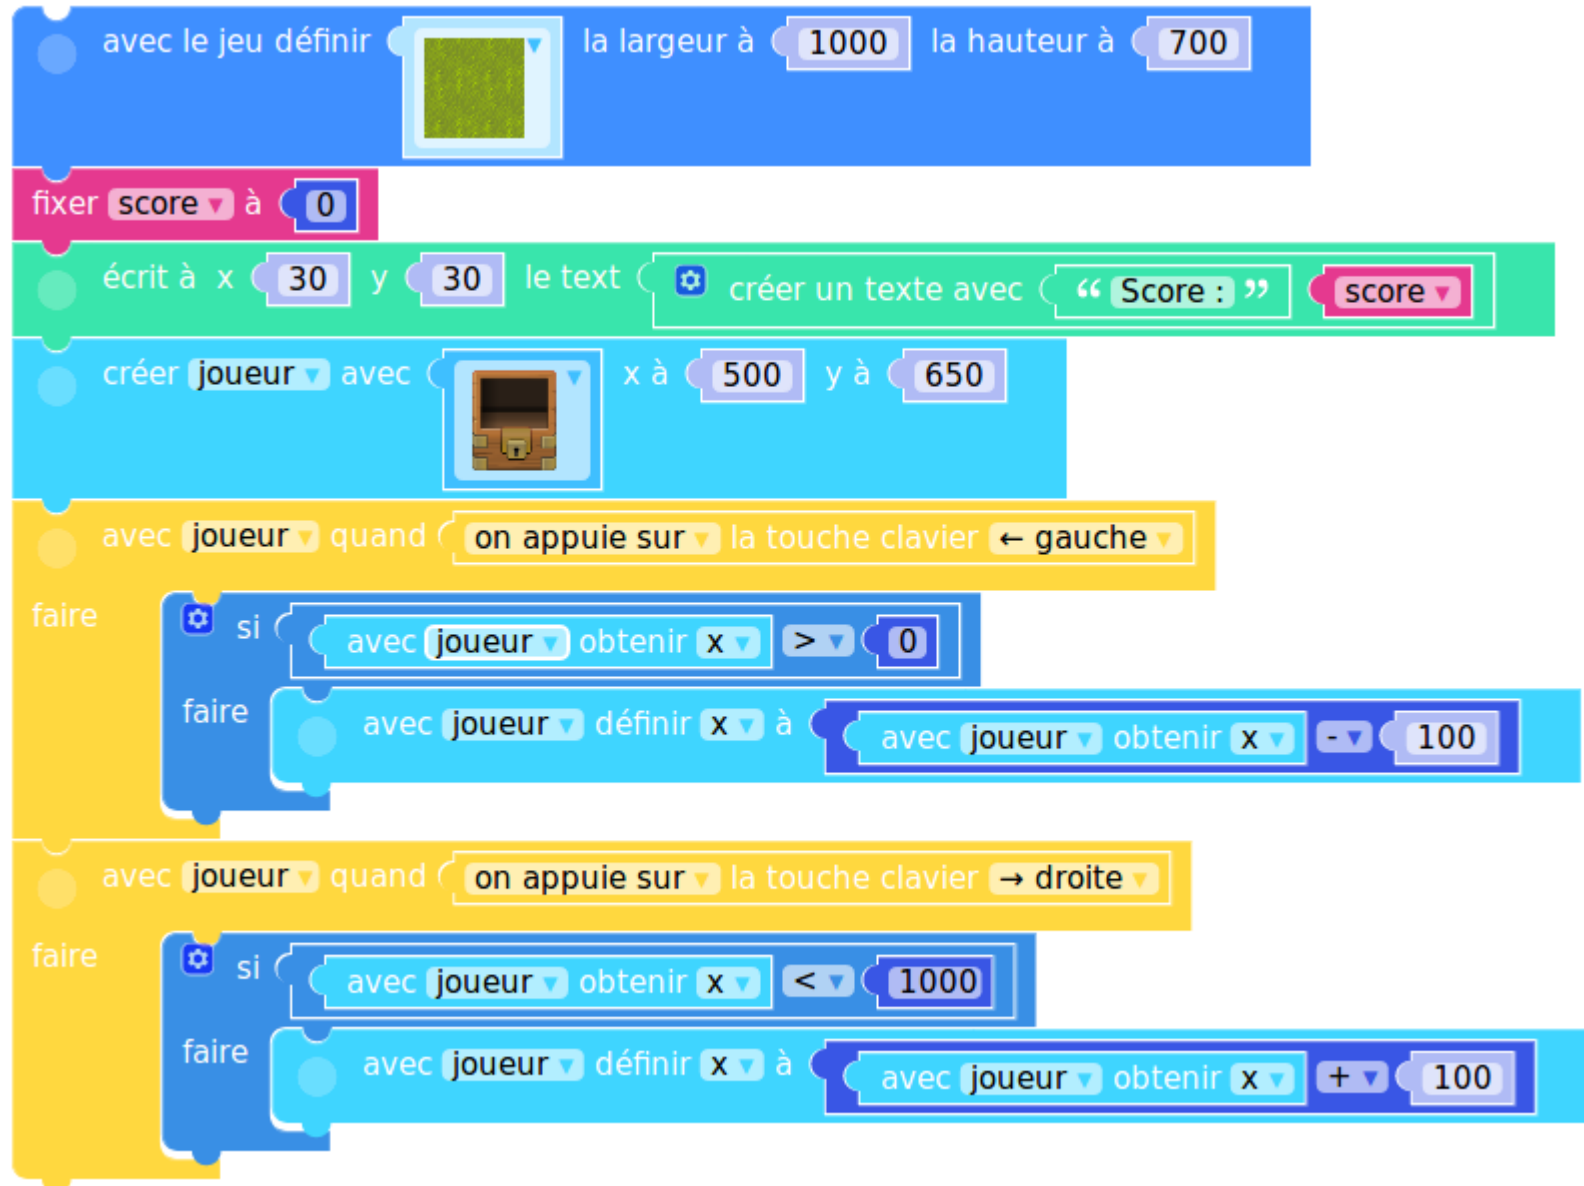 avec le jeu définir la largeur à 1000 la hauteur à 700
fixer score à 0
écrit à x 30 y 30 le text créer un texte avec “ Score : ” score
créer joueur avec x à 500 y à 650
avec joueur quand on appuie sur la touche clavier ← gauche
faire si avec joueur obtenir x > 0
faire avec joueur définir x à avec joueur obtenir x - 100
avec joueur quand on appuie sur la touche clavier → droite
faire si avec joueur obtenir x < 1000
faire avec joueur définir x à avec joueur obtenir x + 100